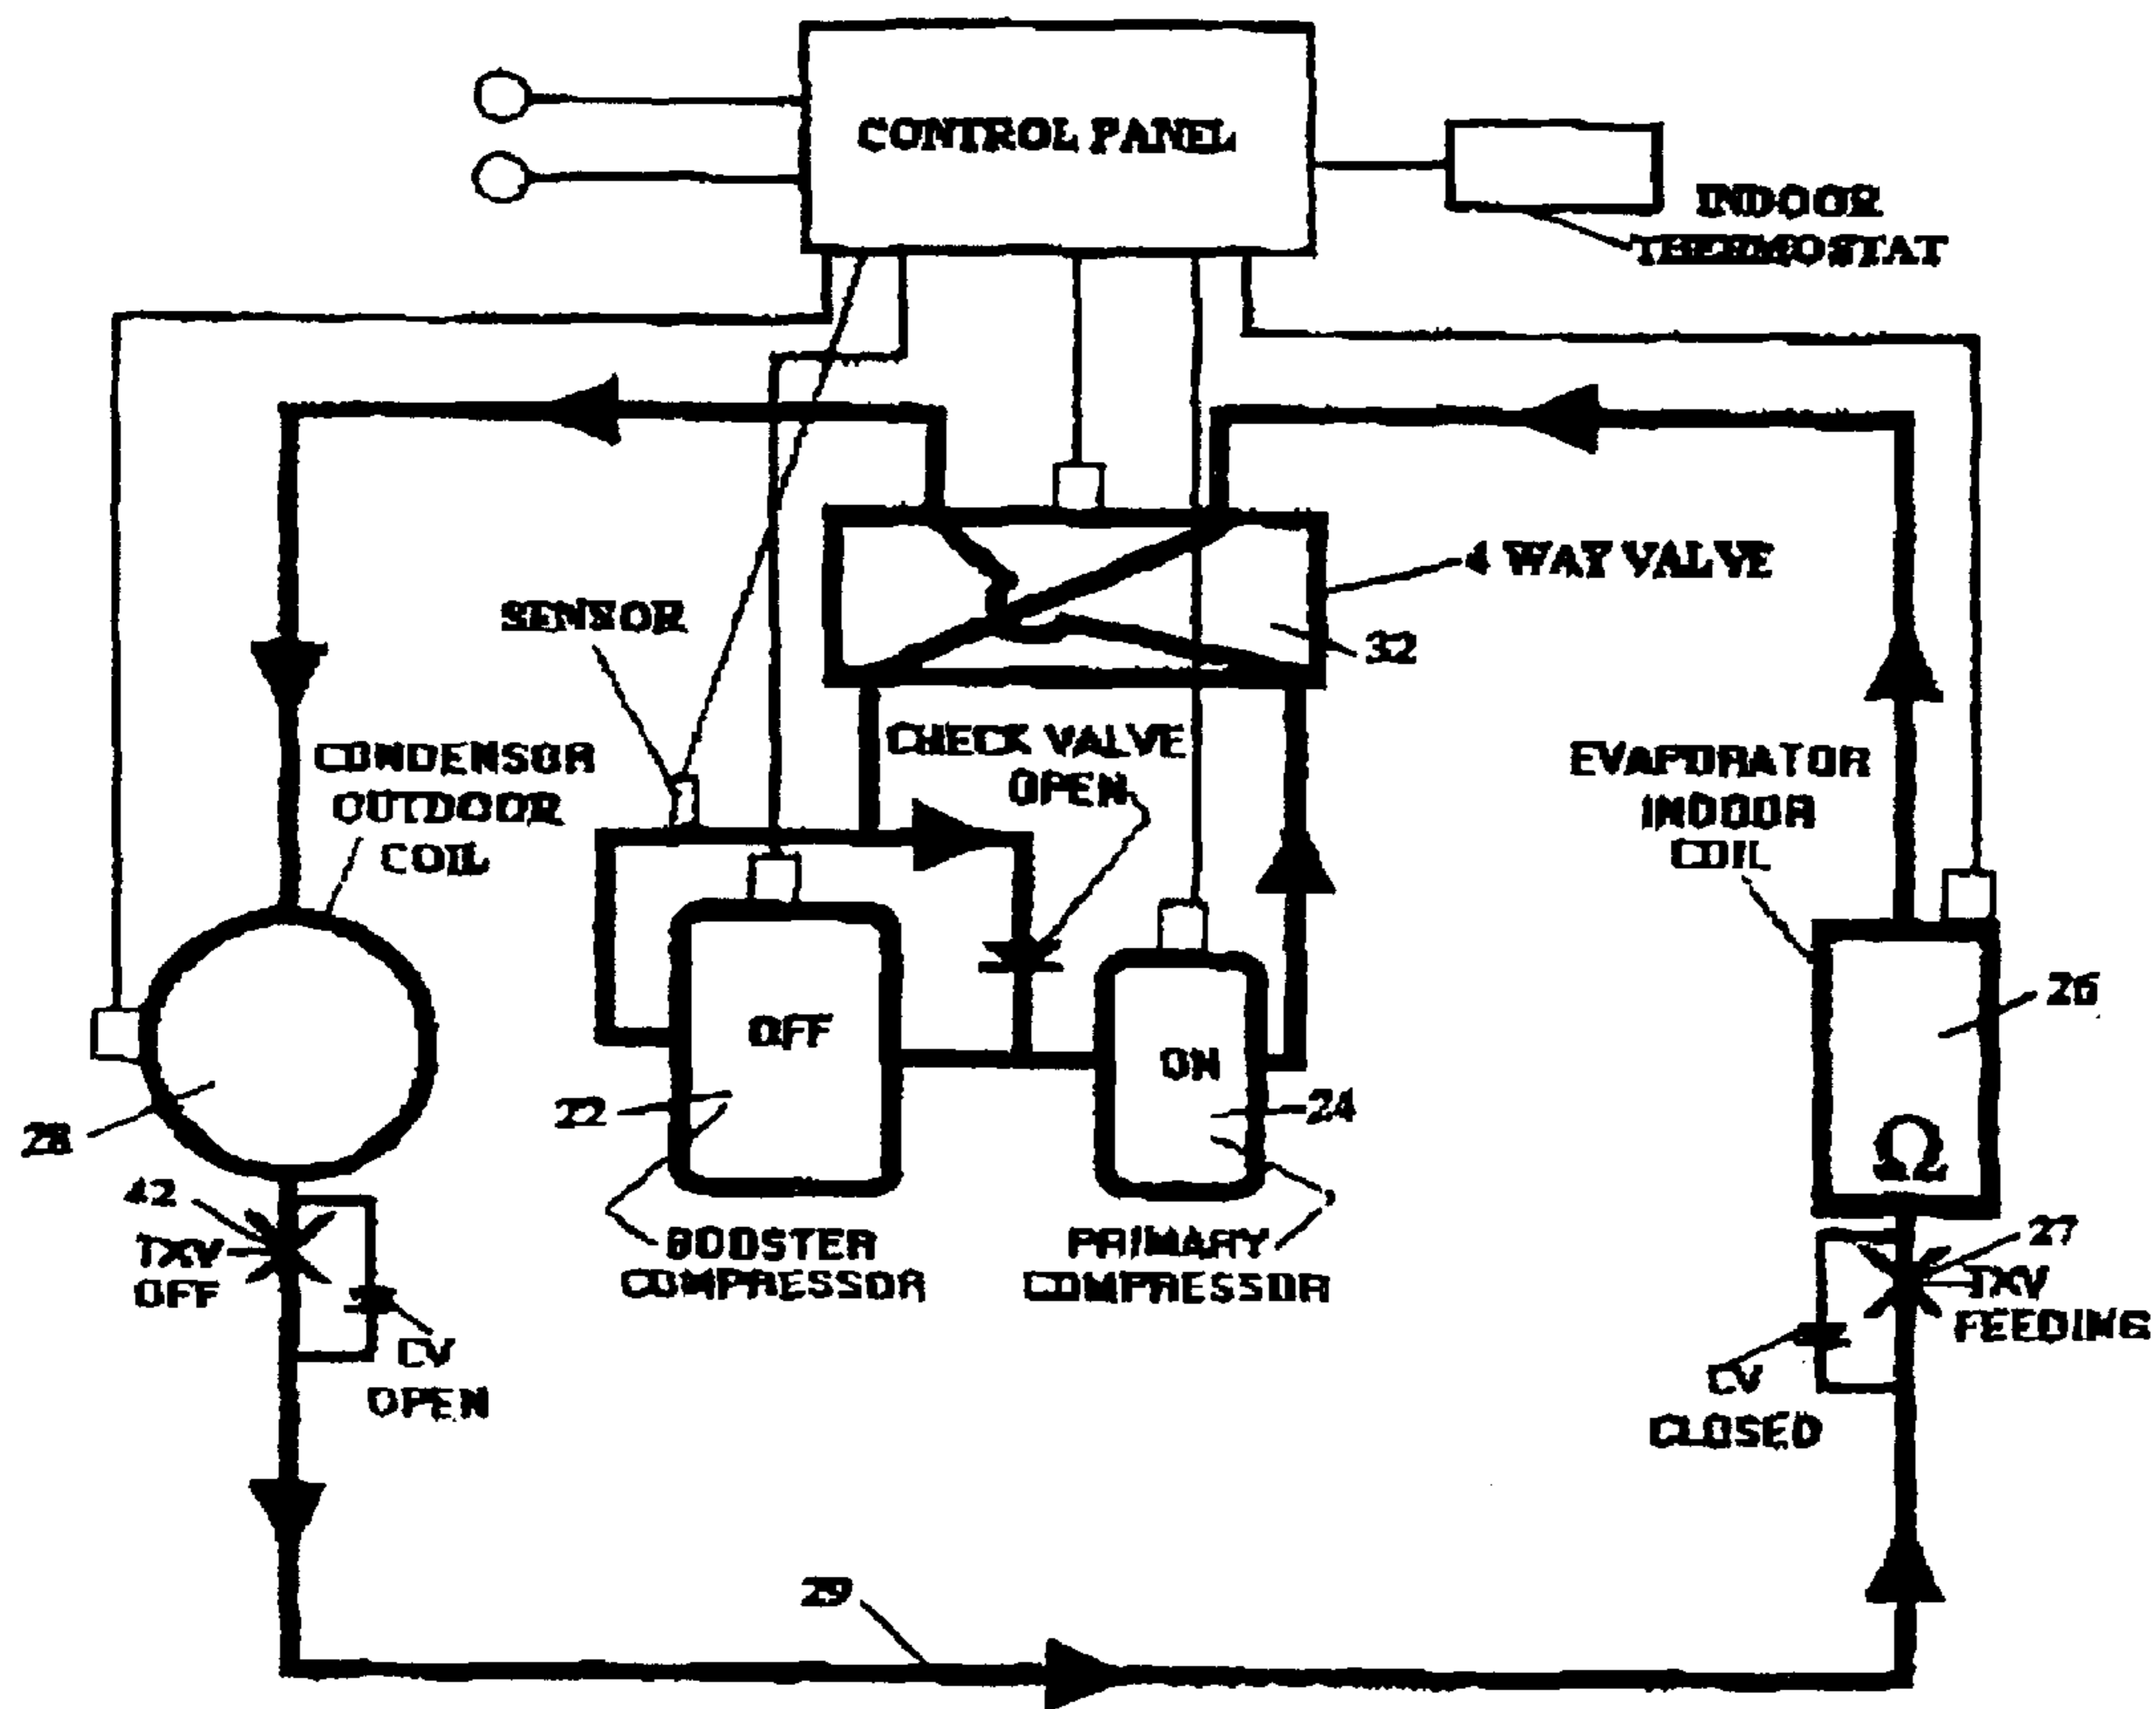 CONTROL PANEL
INDOOR
THERMOSTAT
4 WAY VALVE
32
SENSOR
CHECK VALVE
OPEN
CONDENSOR
OUTDOOR
COIL
EVAPORATOR
INDOOR
COIL
26
OFF
ON
22
24
28
42
TXV
OFF
CV
OPEN
BOOSTER
COMPRESSOR
PRIMARY
COMPRESSOR
Ω
27
TXV
FEEDING
CV
CLOSED
29